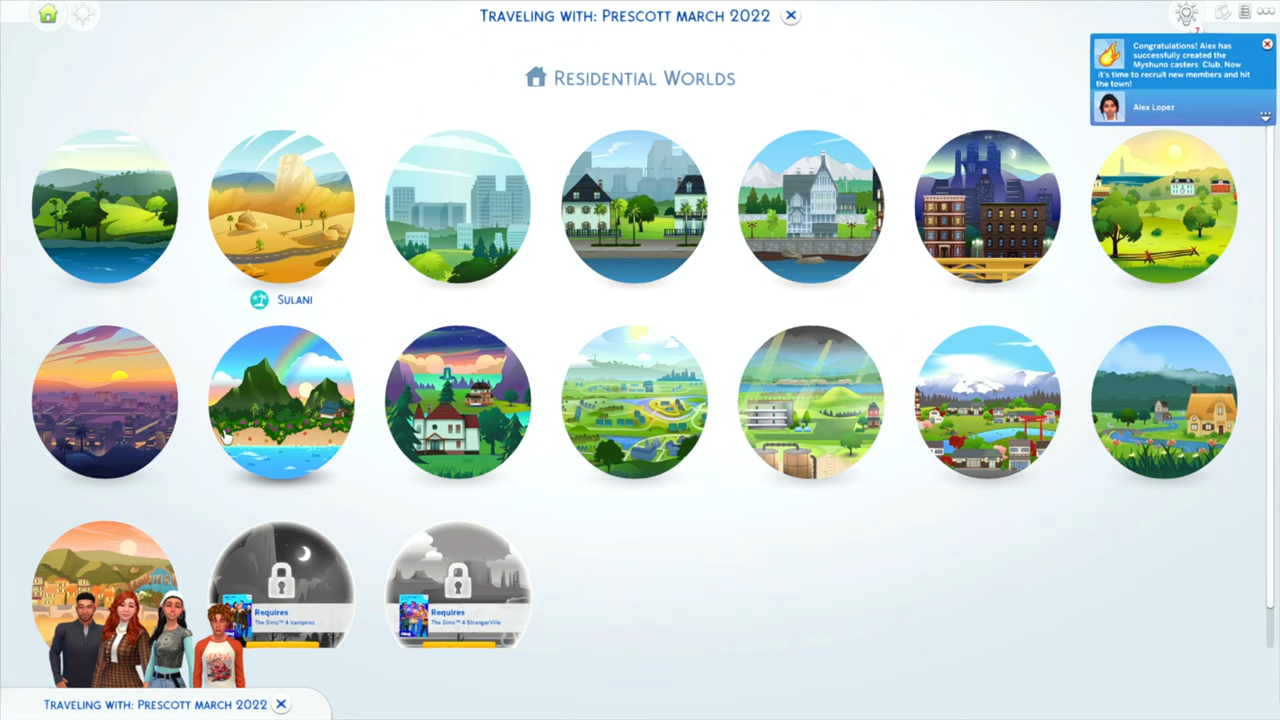 Traveling with: Prescott March 2022
Residential Worlds
7
Congratulations! Alex has
successfully created the
Myshuno casters Club. Now
it's time to recruit new members and hit
the town!
Alex Lopez
Sulani
Requires
The Sims™ 4 Vampires
Requires
The Sims™ 4 StrangerVille
Traveling with: Prescott March 2022